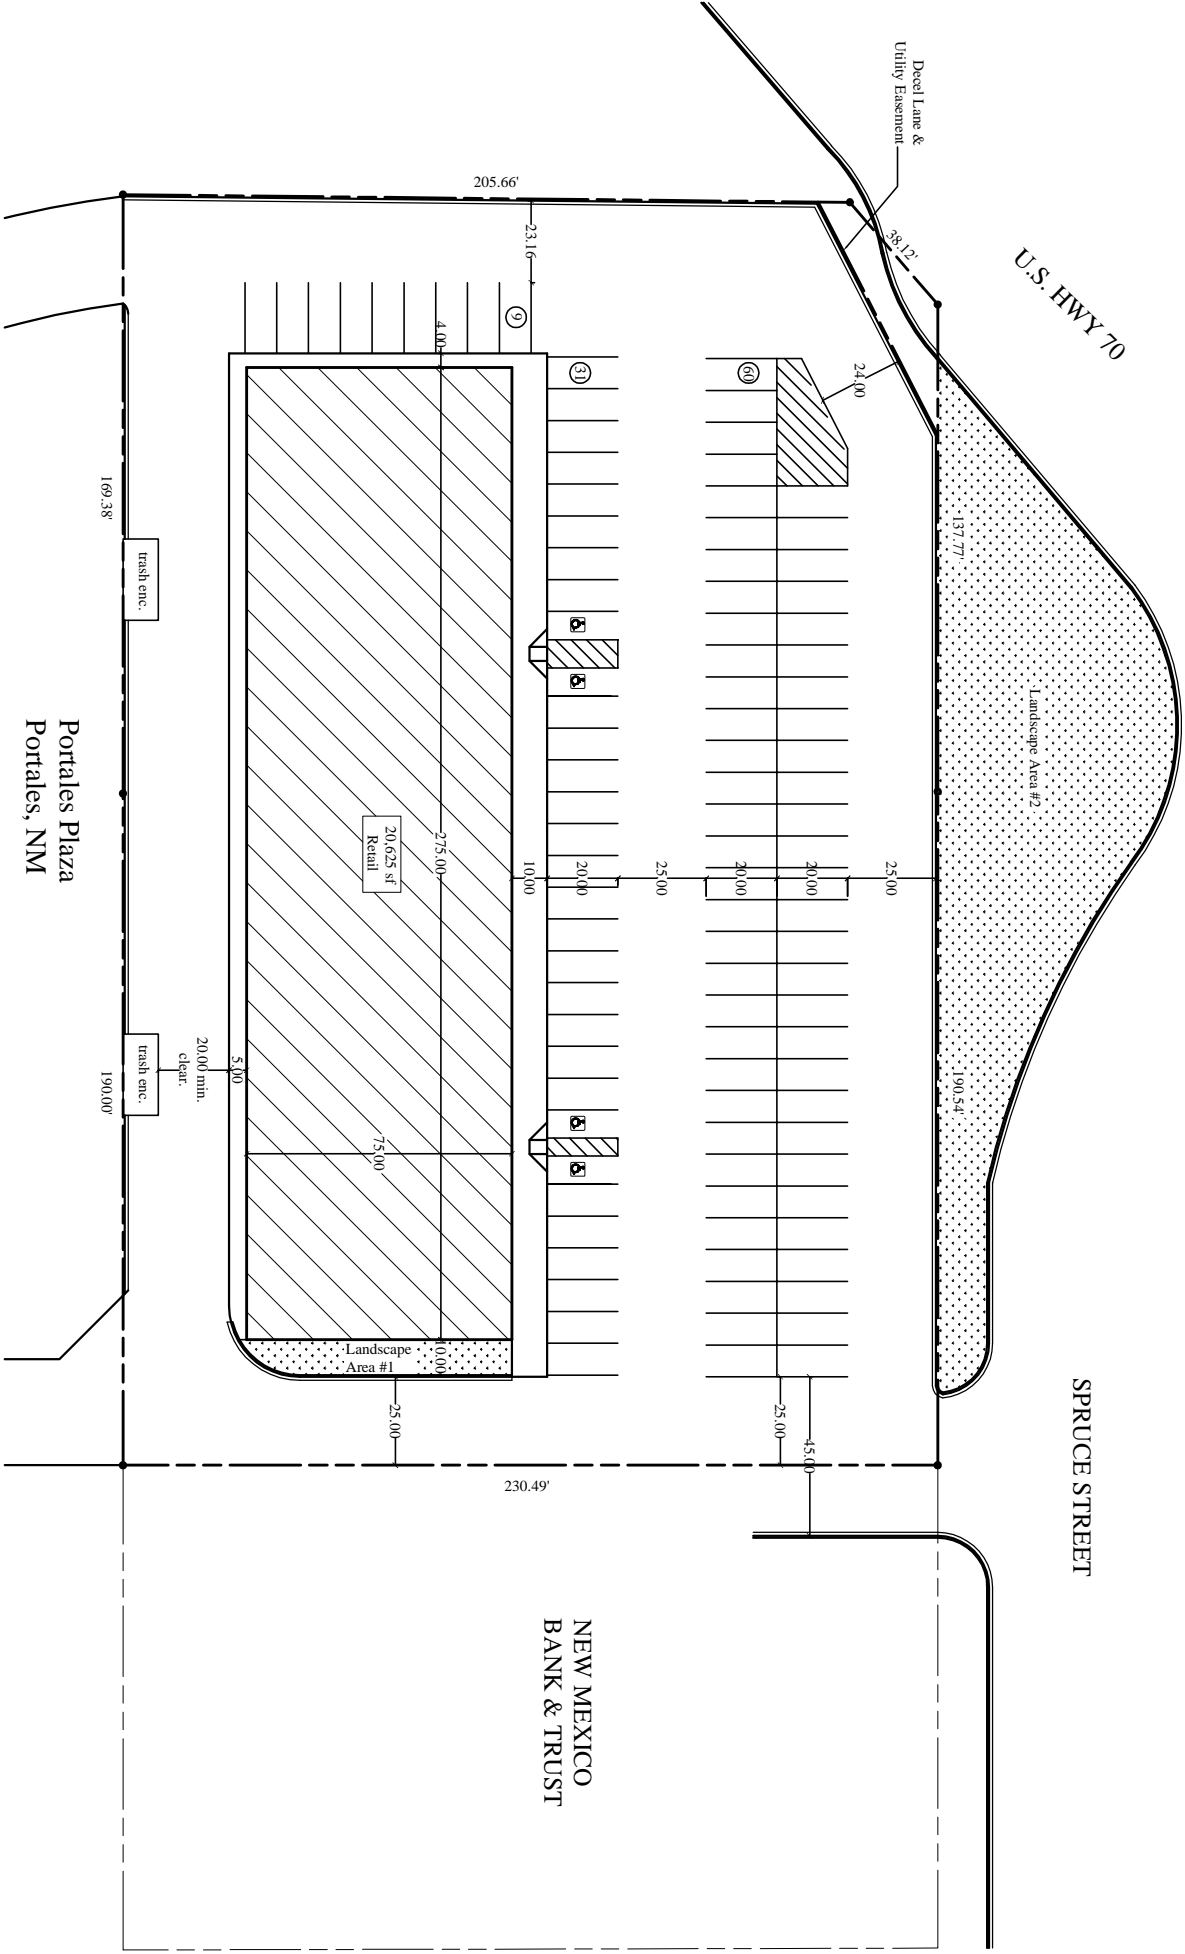 U.S. HWY 70
SPRUCE STREET
Decel Lane &
Utility Easement
38.12'
137.77'
190.54'
Landscape Area #2
205.66'
23.16
24.00
9
31
60
4.00
275.00
10.00
20.00
25.00
20.00
20.00
25.00
20,625 sf
Retail
75.00
5.00
20.00 min.
clear.
10.00
Landscape
Area #1
25.00
25.00
45.00
230.49'
169.38'
190.00'
trash enc.
trash enc.
NEW MEXICO
BANK & TRUST
Portales Plaza
Portales, NM